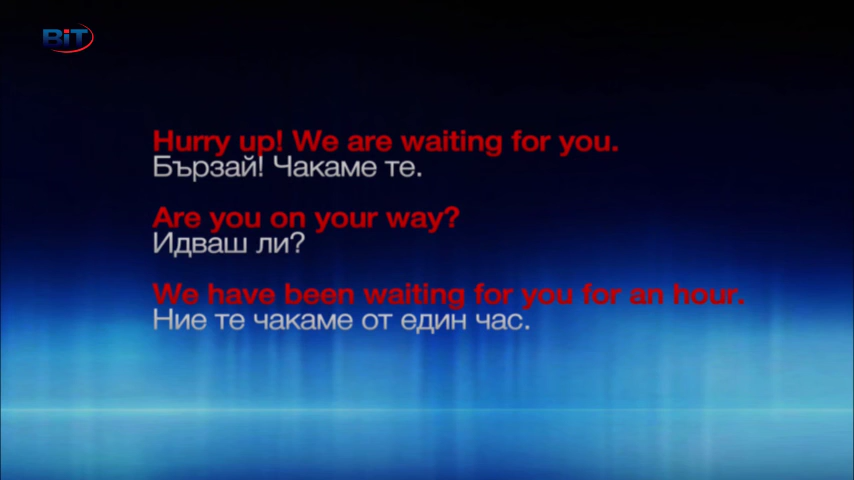 BiT
Hurry up! We are waiting for you.
Бързай! Чакаме те.
Are you on your way?
Идваш ли?
We have been waiting for you for an hour.
Ние те чакаме от един час.